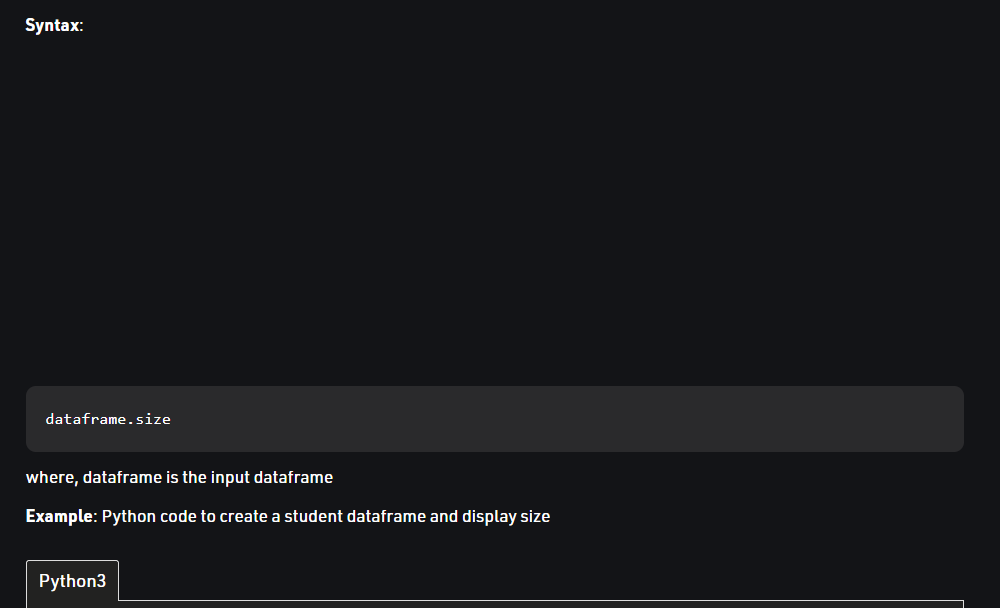 Syntax:
dataframe.size
where, dataframe is the input dataframe
Example: Python code to create a student dataframe and display size
Python3